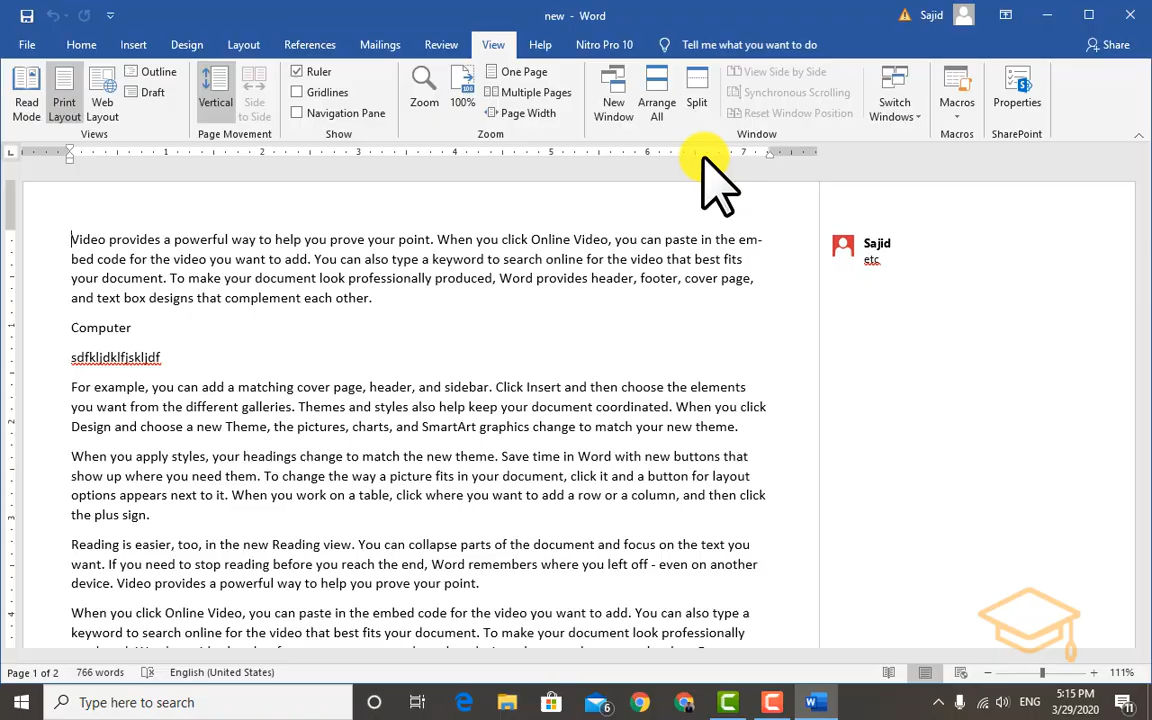 new - Word
Sajid
File Home Insert Design Layout References Mailings Review View Help Nitro Pro 10 Tell me what you want to do Share
Read Mode
Print Layout
Web Layout
Outline
Draft
Views
Vertical
Side to Side
Page Movement
Ruler
Gridlines
Navigation Pane
Show
Zoom
100%
One Page
Multiple Pages
Page Width
Zoom
New Window
Arrange All
Split
View Side by Side
Synchronous Scrolling
Reset Window Position
Window
Switch Windows
Macros
Macros
Properties
SharePoint
1 2 3 4 5 6 7
Video provides a powerful way to help you prove your point. When you click Online Video, you can paste in the em-
bed code for the video you want to add. You can also type a keyword to search online for the video that best fits
your document. To make your document look professionally produced, Word provides header, footer, cover page,
and text box designs that complement each other.
Computer
sdfkljdklfjskljdf
For example, you can add a matching cover page, header, and sidebar. Click Insert and then choose the elements
you want from the different galleries. Themes and styles also help keep your document coordinated. When you click
Design and choose a new Theme, the pictures, charts, and SmartArt graphics change to match your new theme.
When you apply styles, your headings change to match the new theme. Save time in Word with new buttons that
show up where you need them. To change the way a picture fits in your document, click it and a button for layout
options appears next to it. When you work on a table, click where you want to add a row or a column, and then click
the plus sign.
Reading is easier, too, in the new Reading view. You can collapse parts of the document and focus on the text you
want. If you need to stop reading before you reach the end, Word remembers where you left off - even on another
device. Video provides a powerful way to help you prove your point.
When you click Online Video, you can paste in the embed code for the video you want to add. You can also type a
keyword to search online for the video that best fits your document. To make your document look professionally
Sajid
etc
Page 1 of 2 766 words English (United States) 111%
Type here to search
6
ENG
5:15 PM
3/29/2020
11